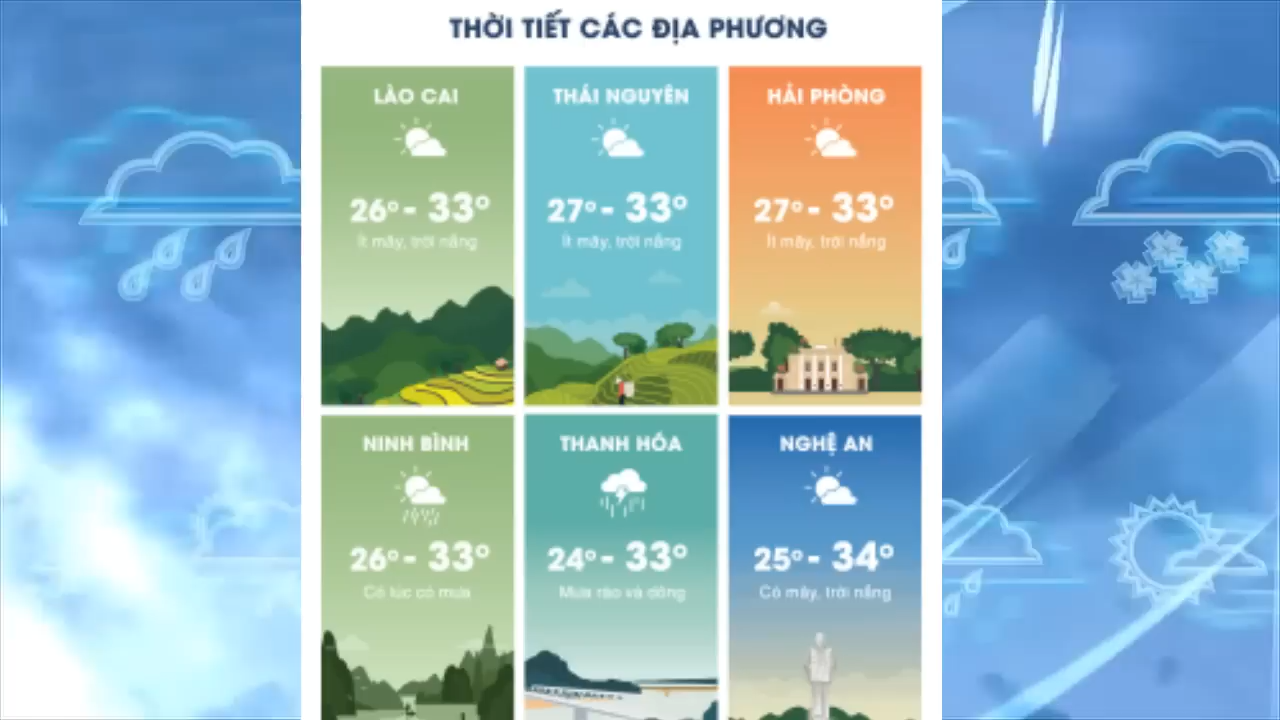 THỜI TIẾT CÁC ĐỊA PHƯƠNG
LÀO CAI
26° - 33°
Ít mây, trời nắng
THÁI NGUYÊN
27° - 33°
Ít mây, trời nắng
HẢI PHÒNG
27° - 33°
Ít mây, trời nắng
NINH BÌNH
26° - 33°
Có lúc có mưa
THANH HÓA
24° - 33°
Mưa rào và dông
NGHỆ AN
25° - 34°
Có mây, trời nắng